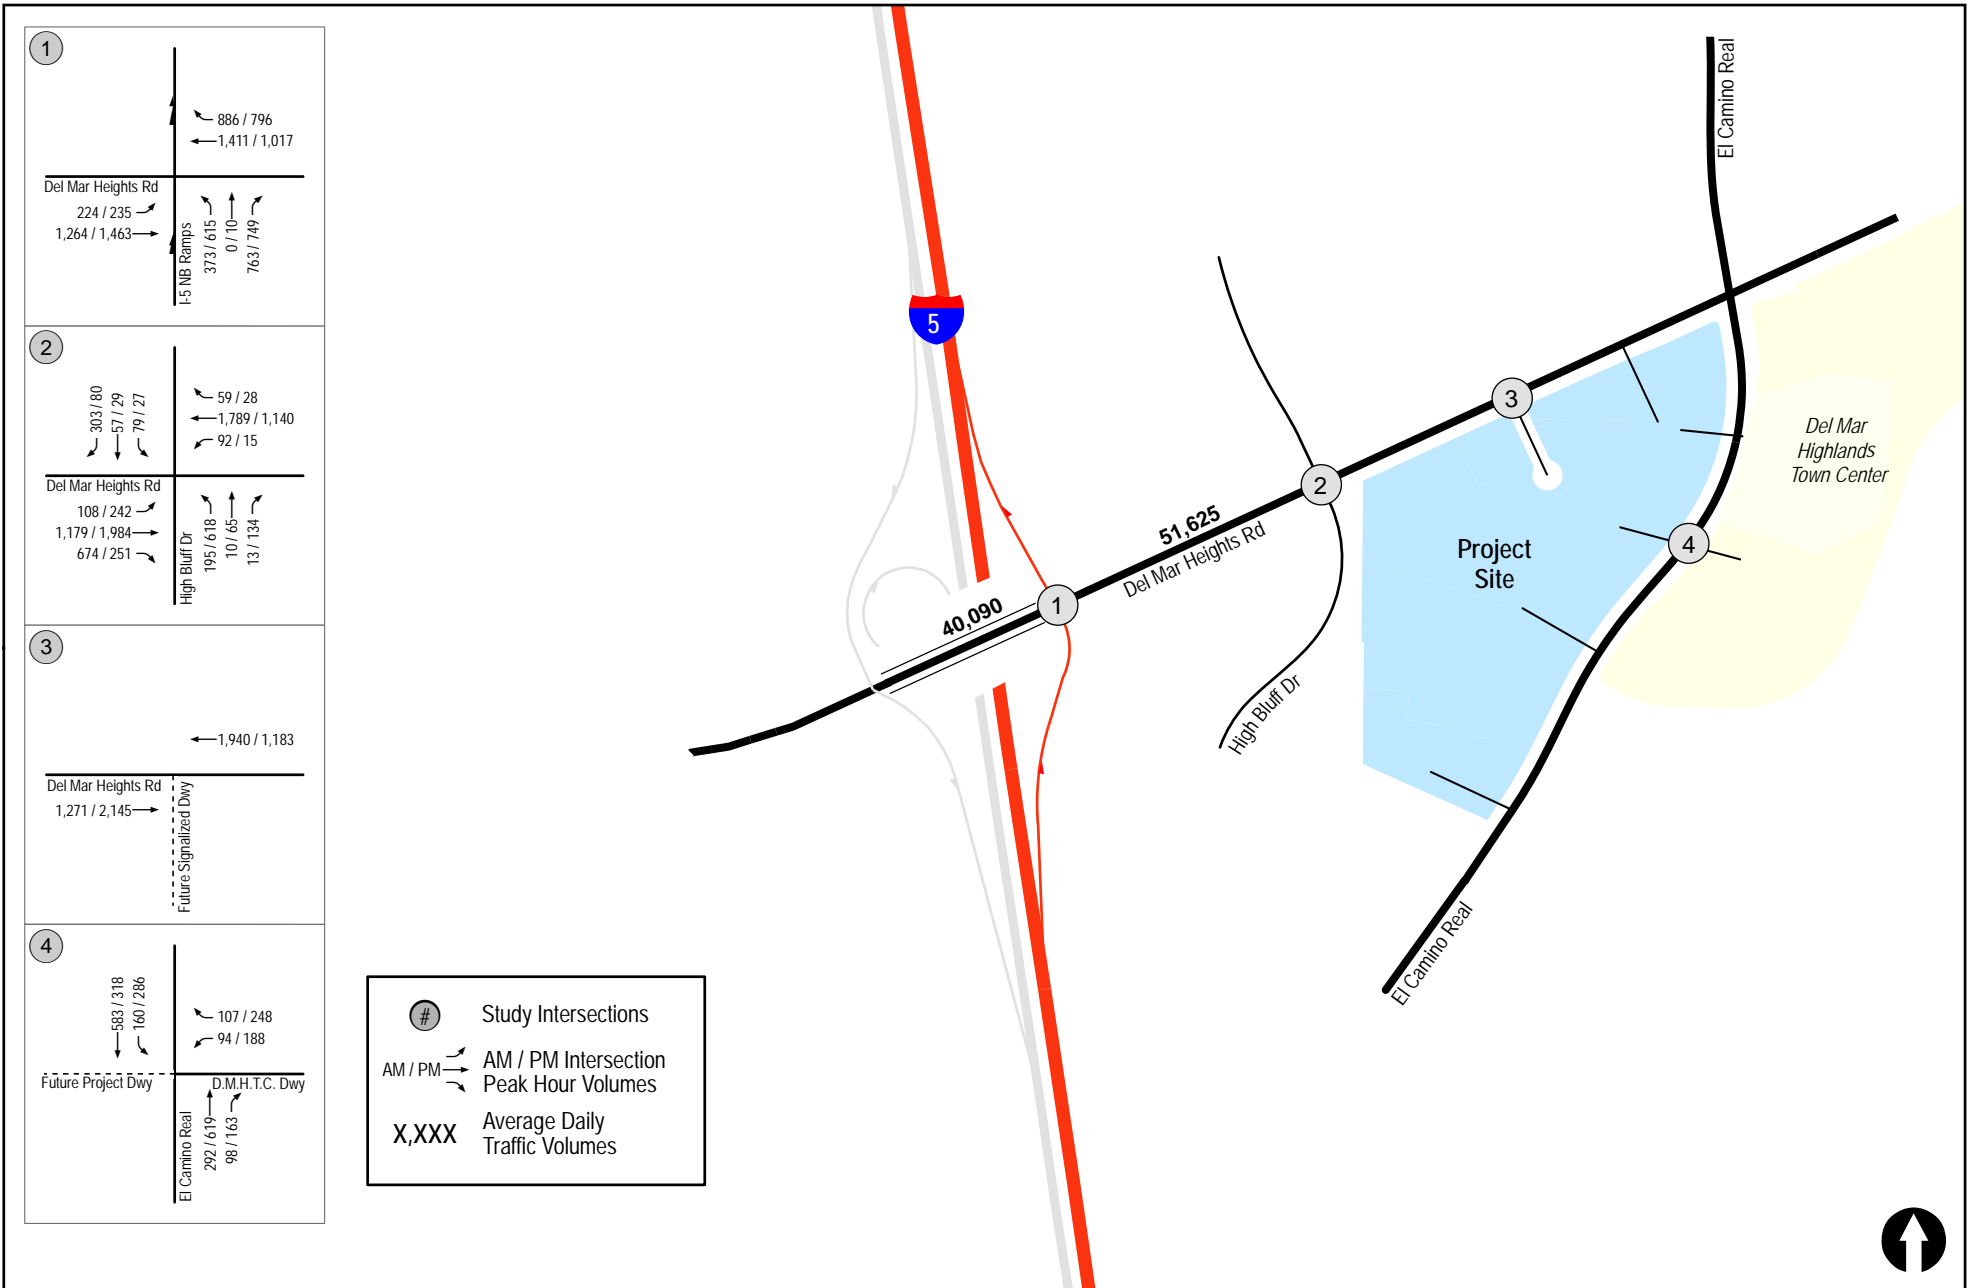 1
886 / 796
1,411 / 1,017
Del Mar Heights Rd
224 / 235
1,264 / 1,463
I-5 NB Ramps
373 / 615
0 / 10
763 / 749
2
303 / 80
57 / 29
79 / 27
59 / 28
1,789 / 1,140
92 / 15
Del Mar Heights Rd
108 / 242
1,179 / 1,984
674 / 251
High Bluff Dr
195 / 618
10 / 65
13 / 134
3
1,940 / 1,183
Del Mar Heights Rd
1,271 / 2,145
Future Signalized Dwy
4
583 / 318
160 / 286
107 / 248
94 / 188
Future Project Dwy
D.M.H.T.C. Dwy
El Camino Real
292 / 619
98 / 163
# Study Intersections
AM / PM
AM / PM Intersection
Peak Hour Volumes
X,XXX
Average Daily
Traffic Volumes
5
El Camino Real
3
Del Mar
Highlands
Town Center
2
51,625
Del Mar Heights Rd
4
Project
Site
1
40,090
High Bluff Dr
El Camino Real